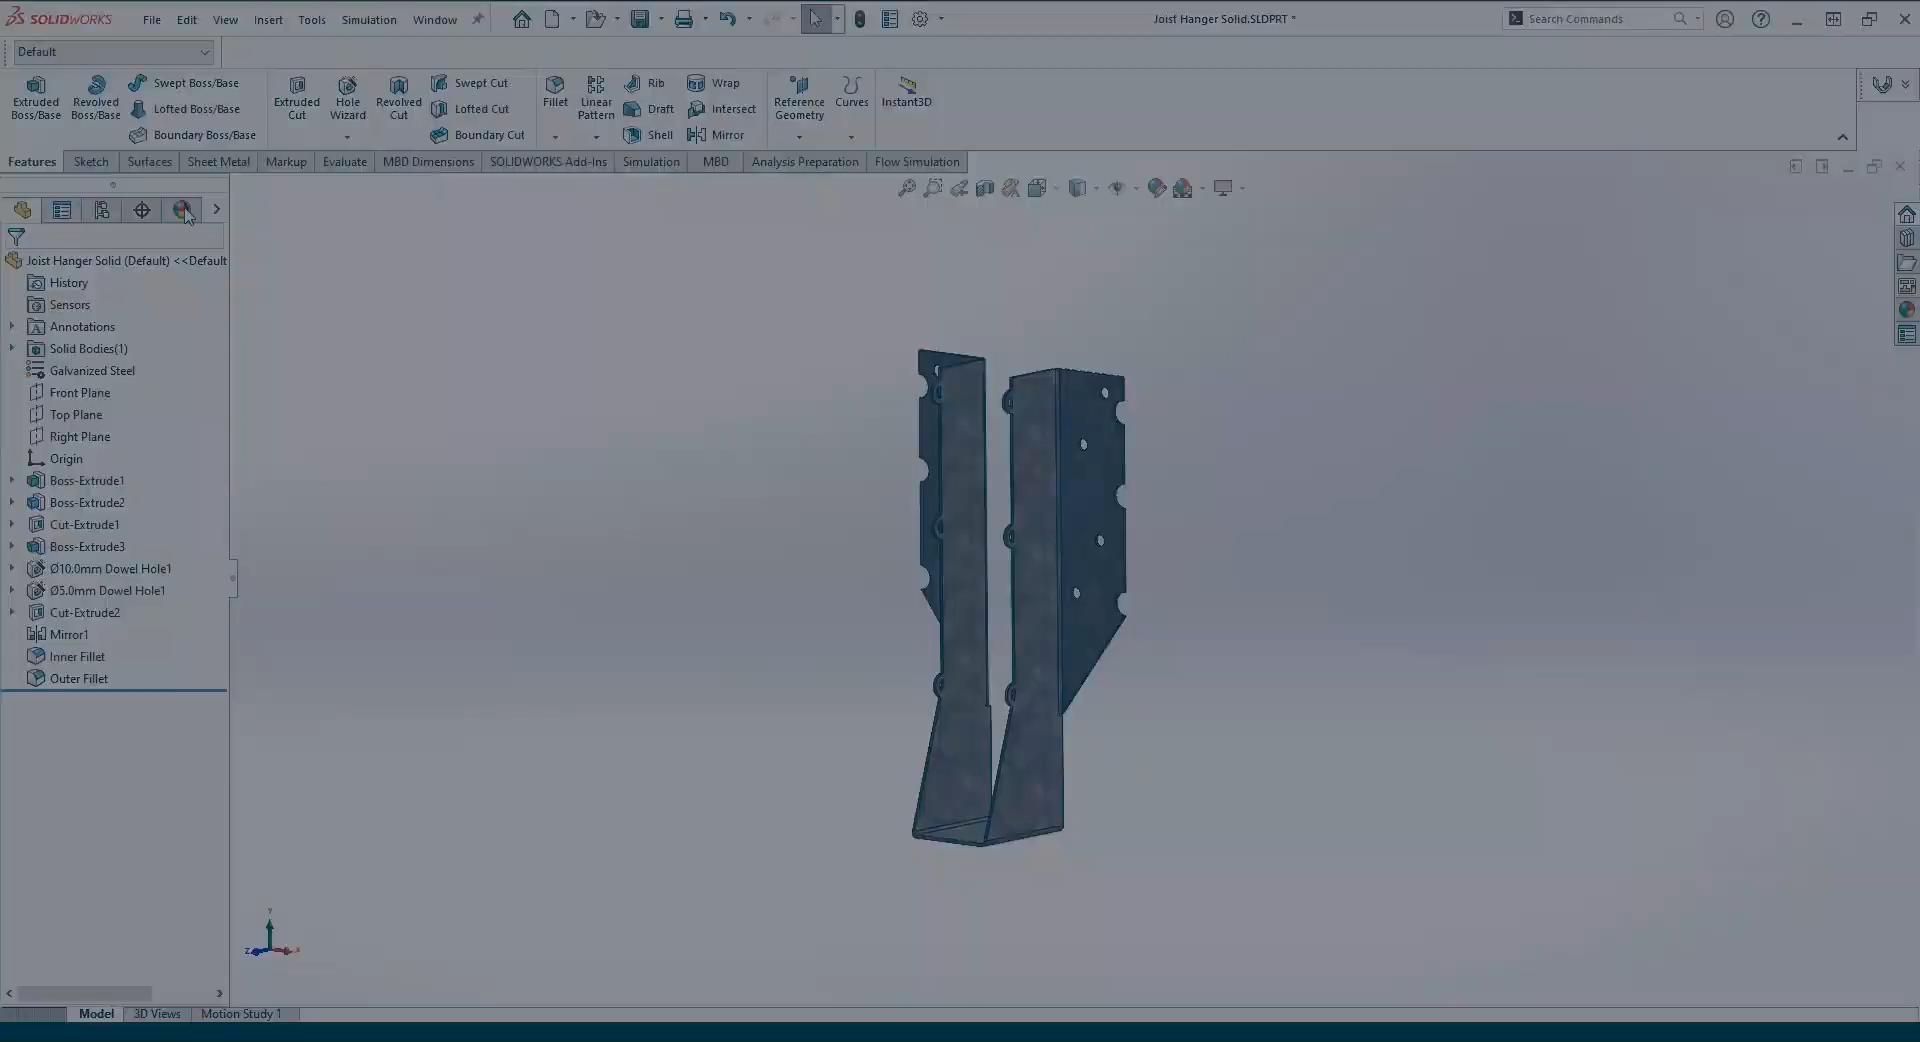 SOLIDWORKS File Edit View Insert Tools Simulation Window Joist Hanger Solid.SLDPRT * Search Commands
Default
Extruded Boss/Base
Revolved Boss/Base
Swept Boss/Base
Lofted Boss/Base
Boundary Boss/Base
Extruded Cut
Hole Wizard
Revolved Cut
Swept Cut
Lofted Cut
Boundary Cut
Fillet
Linear Pattern
Rib
Draft
Shell
Wrap
Intersect
Mirror
Reference Geometry
Curves
Instant3D
Features Sketch Surfaces Sheet Metal Markup Evaluate MBD Dimensions SOLIDWORKS Add-Ins Simulation MBD Analysis Preparation Flow Simulation
Joist Hanger Solid (Default) <<Default
History
Sensors
Annotations
Solid Bodies(1)
Galvanized Steel
Front Plane
Top Plane
Right Plane
Origin
Boss-Extrude1
Boss-Extrude2
Cut-Extrude1
Boss-Extrude3
Ø10.0mm Dowel Hole1
Ø5.0mm Dowel Hole1
Cut-Extrude2
Mirror1
Inner Fillet
Outer Fillet
Y
Z X
Model 3D Views Motion Study 1